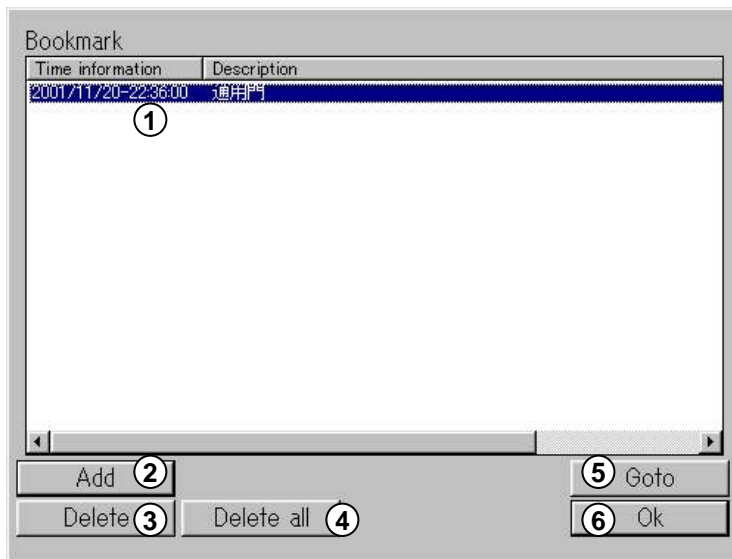 Bookmark
Time information Description
2001/11/20-22:36:00 通用門
1
Add 2 5 Goto
Delete 3 Delete all 4 6 Ok